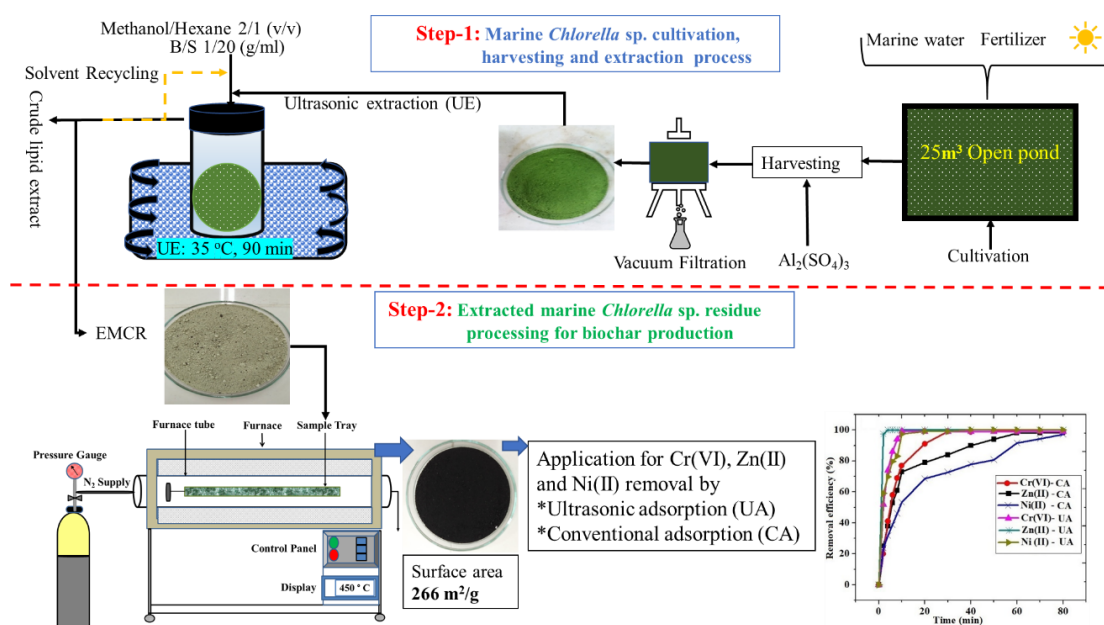 Methanol/Hexane 2/1 (v/v)
B/S 1/20 (g/ml)
Solvent Recycling
Crude lipid extract
Ultrasonic extraction (UE)
UE: 35 °C, 90 min
Step-1: Marine Chlorella sp. cultivation,
harvesting and extraction process
Marine water Fertilizer
25m³ Open pond
Harvesting
Vacuum Filtration
Al₂(SO₄)₃
Cultivation
Step-2: Extracted marine Chlorella sp. residue
processing for biochar production
EMCR
Furnace tube
Furnace
Sample Tray
Pressure Gauge
N₂ Supply
Control Panel
Display
450 ° C
Surface area
266 m²/g
Application for Cr(VI), Zn(II)
and Ni(II) removal by
*Ultrasonic adsorption (UA)
*Conventional adsorption (CA)
Removal efficiency (%)
100
80
60
40
20
0
Cr(VI)- CA
Zn(II) - CA
Ni(II) - CA
Cr(VI)- UA
Zn(II) - UA
Ni (II) - UA
0 20 40 60 80
Time (min)